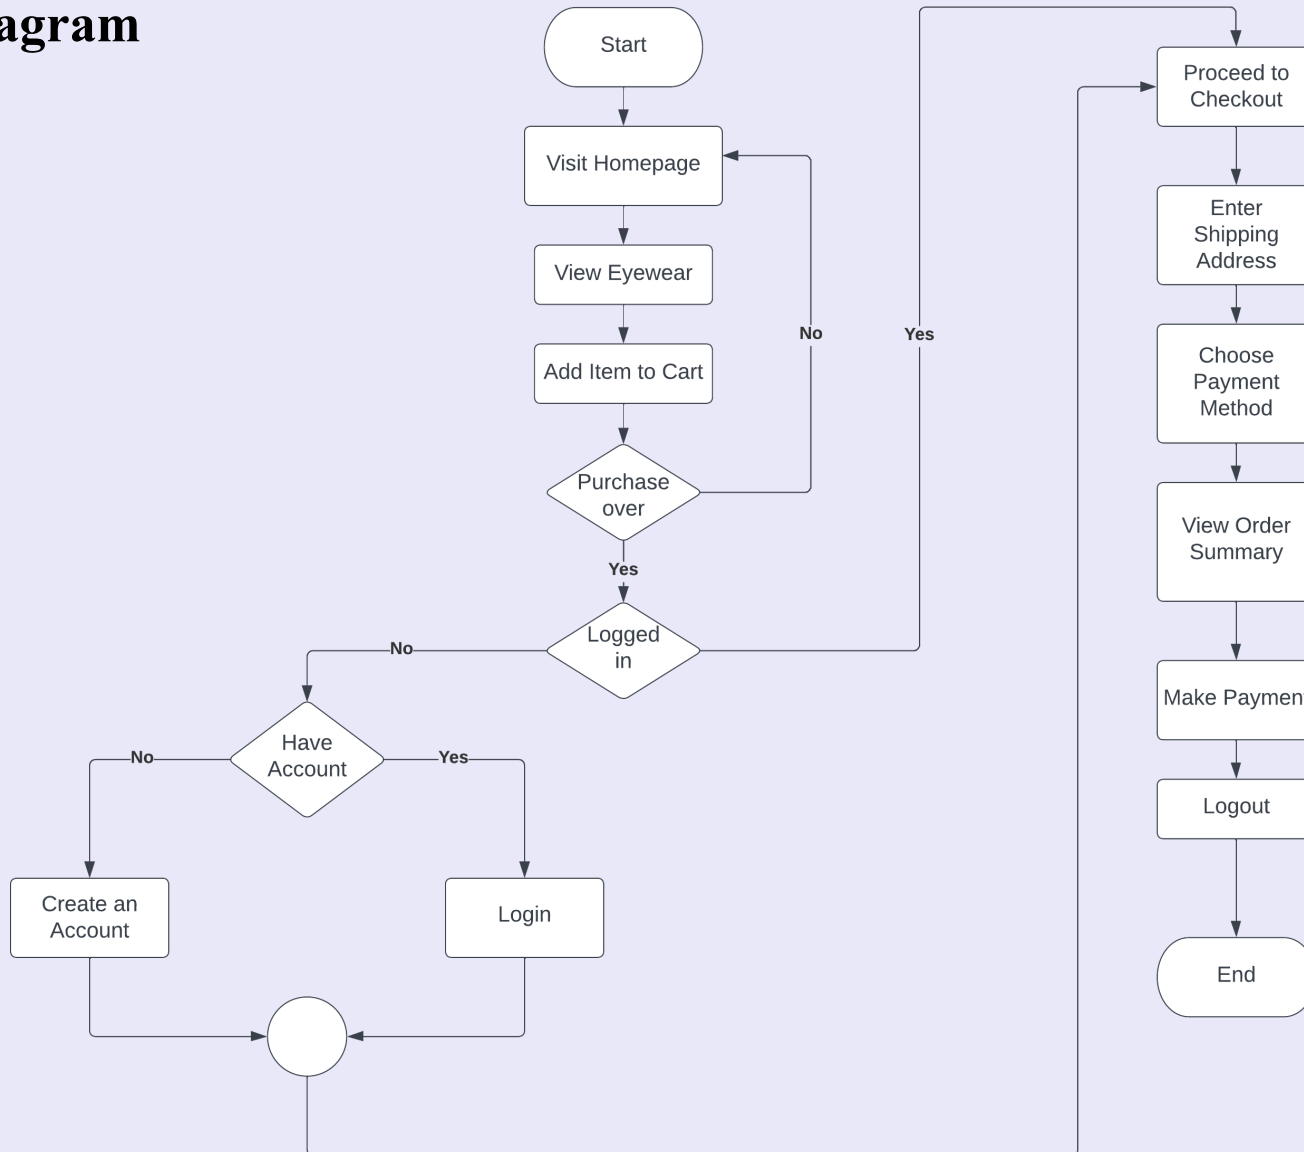 agram
Start
Visit Homepage
View Eyewear
Add Item to Cart
Purchase
over
No
Yes
Logged
in
No
Yes
Have
Account
No
Yes
Create an
Account
Login
Proceed to
Checkout
Enter
Shipping
Address
Choose
Payment
Method
View Order
Summary
Make Paymen
Logout
End